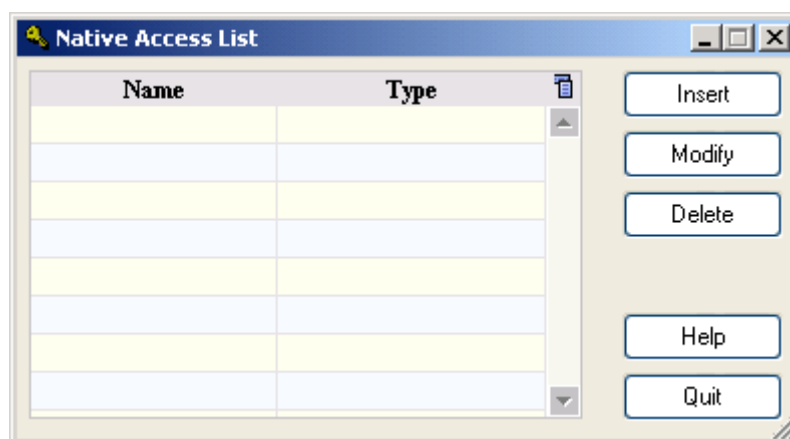 Native Access List
Name Type
Insert
Modify
Delete
Help
Quit